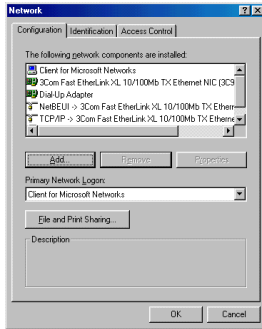 Network
Configuration | Identification | Access Control
The following network components are installed:
Client for Microsoft Networks
3Com Fast EtherLink XL 10/100Mb TX Ethernet NIC (3C9
Dial-Up Adapter
NetBEUI -> 3Com Fast EtherLink XL 10/100Mb TX Ethern
TCP/IP -> 3Com Fast EtherLink XL 10/100Mb TX Etherne
Add...
Remove
Properties
Primary Network Logon:
Client for Microsoft Networks
File and Print Sharing...
Description
OK
Cancel